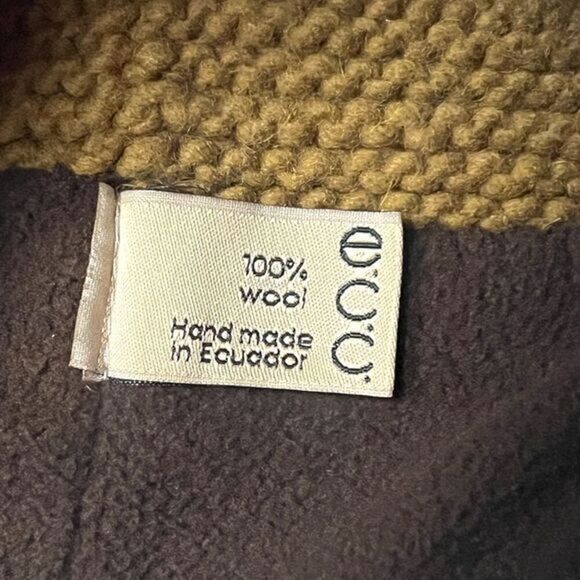 100%
wool
Hand made
in Ecuador
e.c.c.